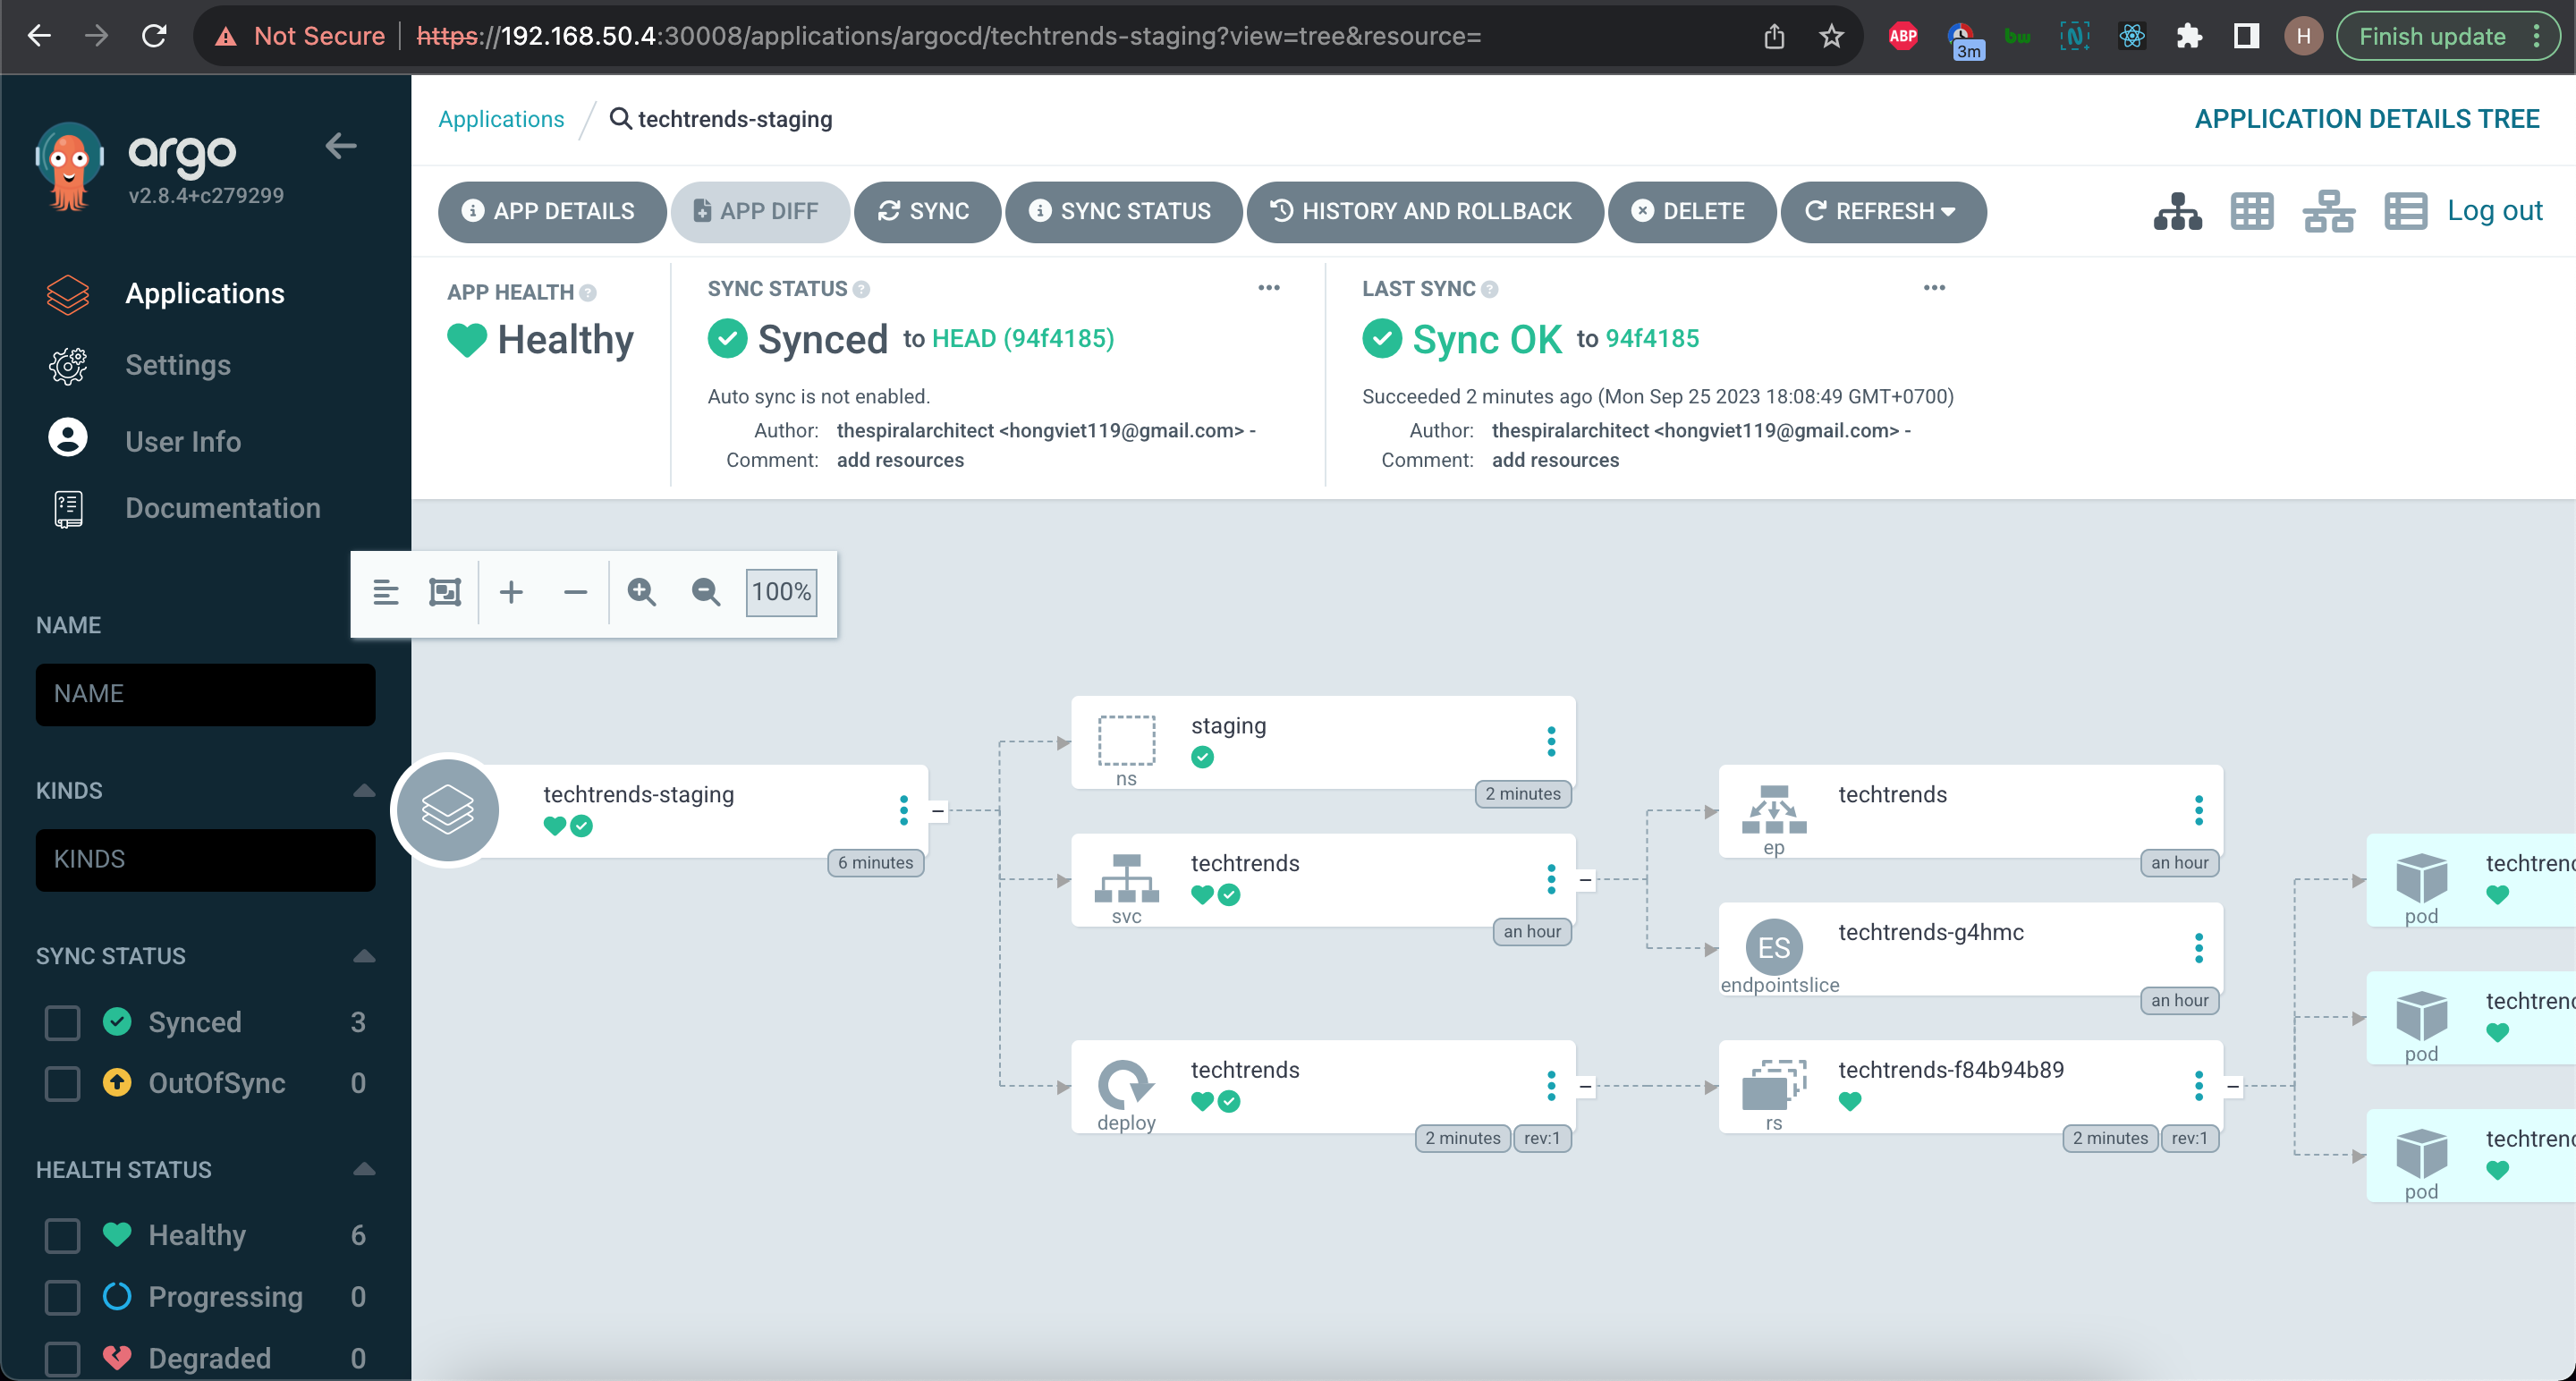 Not Secure
https://192.168.50.4:30008/applications/argocd/techtrends-staging?view=tree&resource=
ABP
3m
bw
N
H
Finish update
argo
v2.8.4+c279299
Applications
Settings
User Info
Documentation
NAME
NAME
KINDS
KINDS
SYNC STATUS
Synced 3
OutOfSync 0
HEALTH STATUS
Healthy 6
Progressing 0
Degraded 0
Applications / techtrends-staging
APPLICATION DETAILS TREE
APP DETAILS
APP DIFF
SYNC
SYNC STATUS
HISTORY AND ROLLBACK
DELETE
REFRESH
Log out
APP HEALTH
Healthy
SYNC STATUS
Synced to HEAD (94f4185)
Auto sync is not enabled.
Author: thespiralarchitect <hongviet119@gmail.com> -
Comment: add resources
LAST SYNC
Sync OK to 94f4185
Succeeded 2 minutes ago (Mon Sep 25 2023 18:08:49 GMT+0700)
Author: thespiralarchitect <hongviet119@gmail.com> -
Comment: add resources
100%
techtrends-staging
6 minutes
staging
ns
2 minutes
techtrends
svc
an hour
techtrends
deploy
2 minutes
rev:1
techtrends
ep
an hour
ES
techtrends-g4hmc
endpointslice
an hour
techtrends-f84b94b89
rs
2 minutes
rev:1
pod
pod
pod